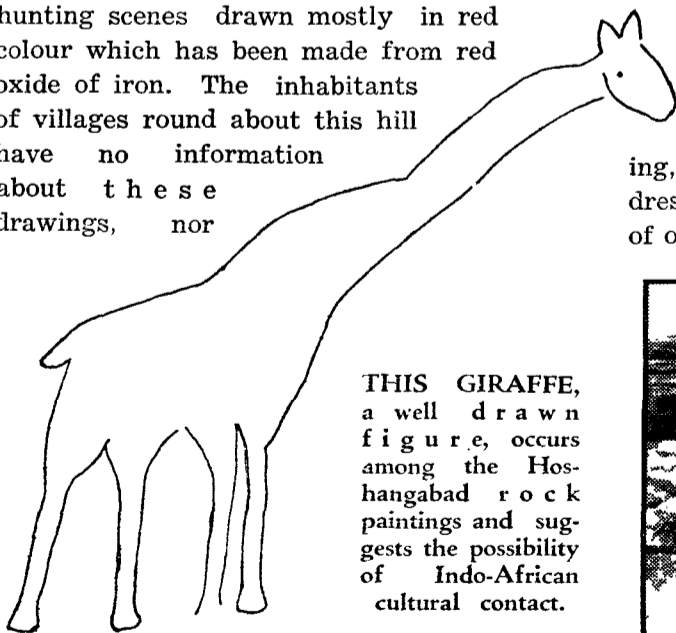 hunting scenes drawn mostly in red
colour which has been made from red
oxide of iron. The inhabitants
of villages round about this hill
have no information
about these
drawings, nor
ing,
dres
of o
THIS GIRAFFE,
a well drawn
figure, occurs
among the Hos-
hangabad rock
paintings and sug-
gests the possibility
of Indo-African
cultural contact.